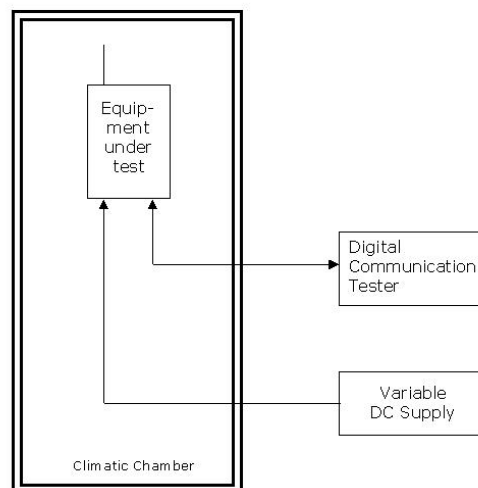 Equip-
ment
under
test
Digital
Communication
Tester
Variable
DC Supply
Climatic Chamber